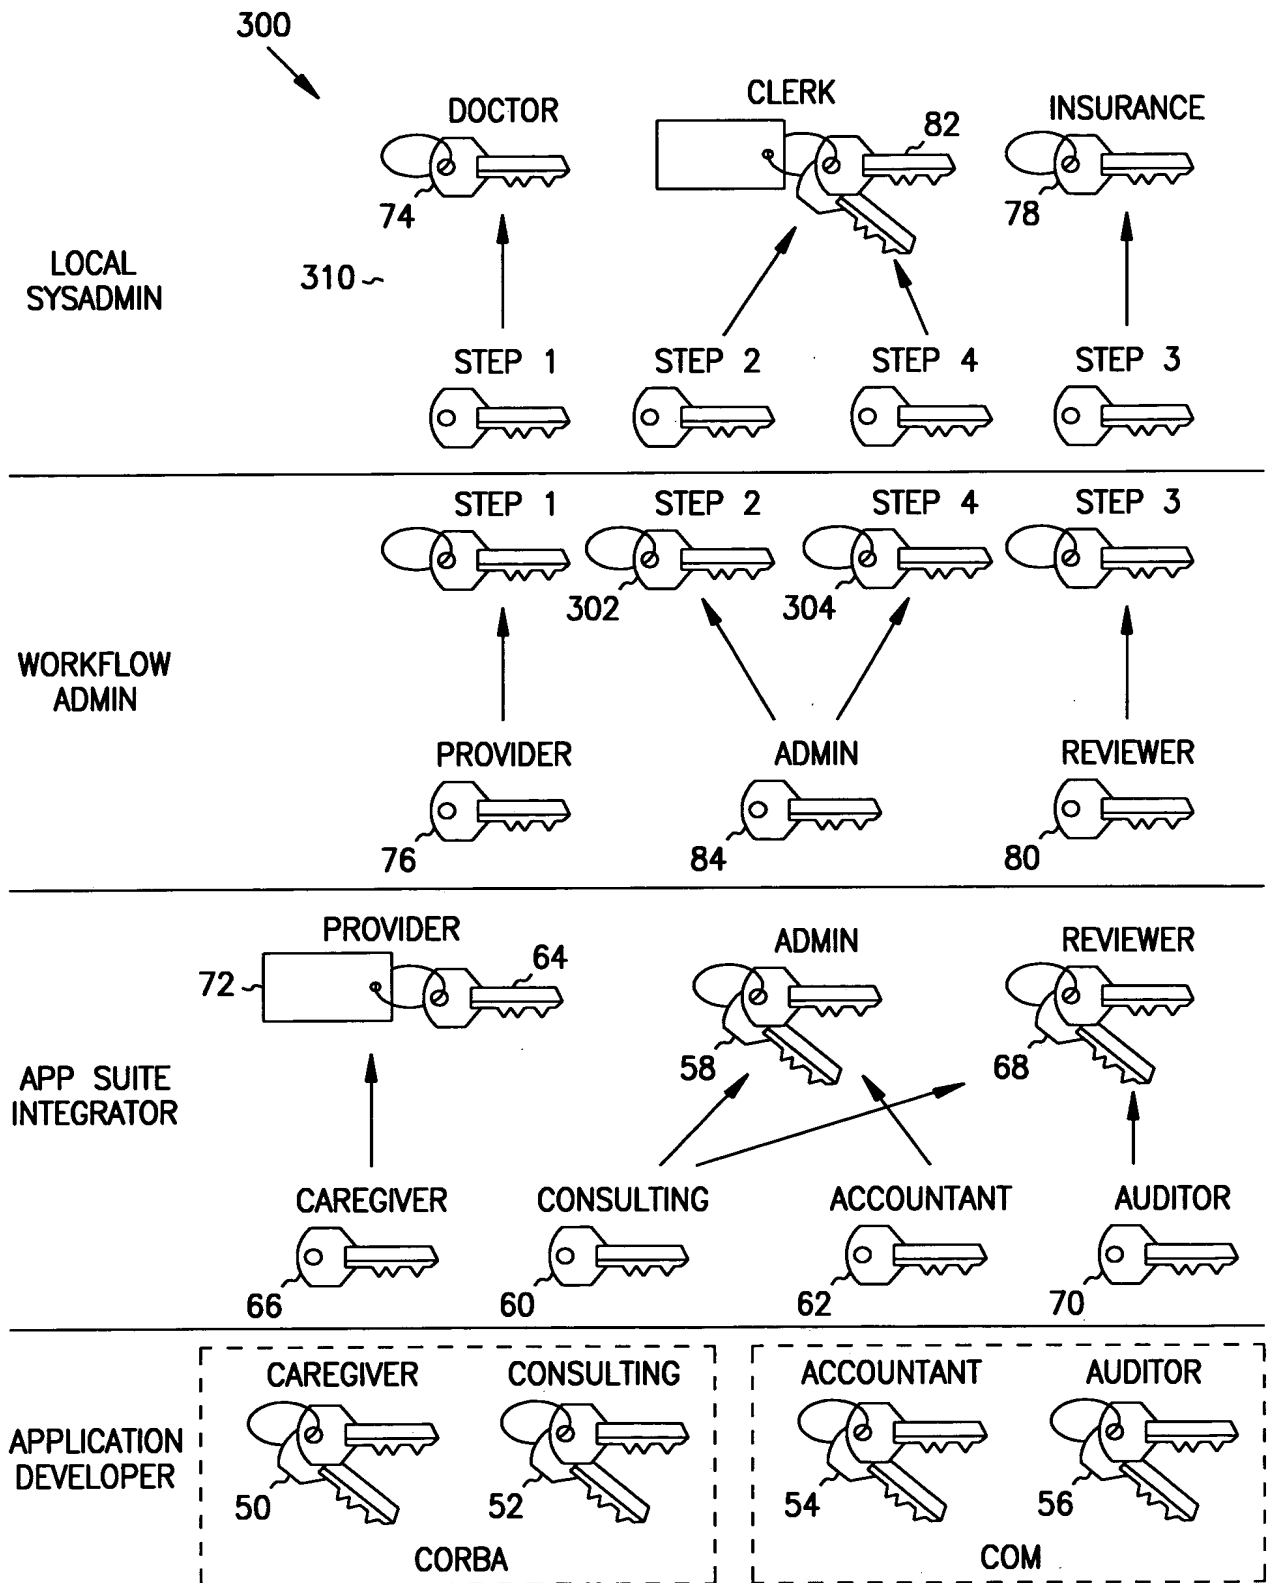 300
DOCTOR
CLERK
INSURANCE
82
74
78
LOCAL
SYSADMIN
310
STEP 1
STEP 2
STEP 4
STEP 3
STEP 1
STEP 2
STEP 4
STEP 3
302
304
WORKFLOW
ADMIN
PROVIDER
ADMIN
REVIEWER
76
84
80
PROVIDER
ADMIN
REVIEWER
72
64
58
68
APP SUITE
INTEGRATOR
CAREGIVER
CONSULTING
ACCOUNTANT
AUDITOR
66
60
62
70
CAREGIVER
CONSULTING
ACCOUNTANT
AUDITOR
APPLICATION
DEVELOPER
50
52
54
56
CORBA
COM